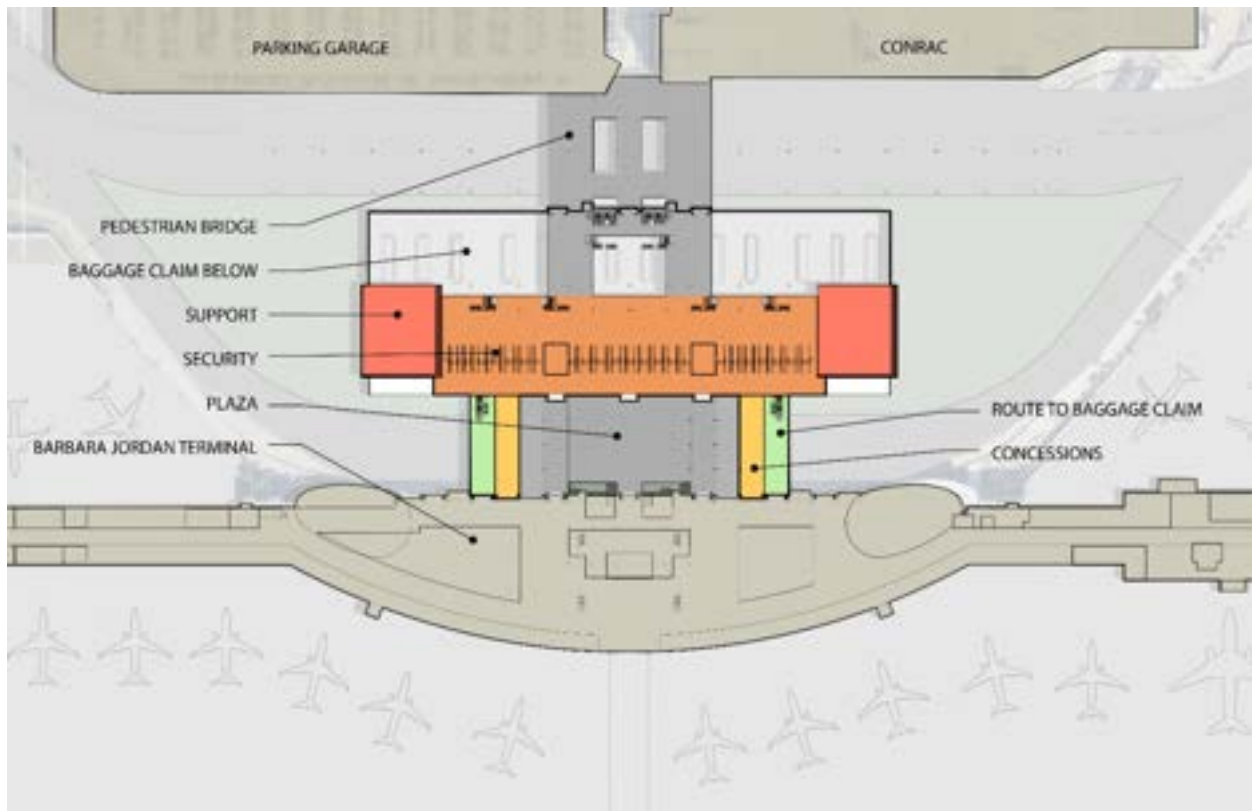 PARKING GARAGE
CONRAC
PEDESTRIAN BRIDGE
BAGGAGE CLAIM BELOW
SUPPORT
SECURITY
PLAZA
ROUTE TO BAGGAGE CLAIM
BARBARA JORDAN TERMINAL
CONCESSIONS